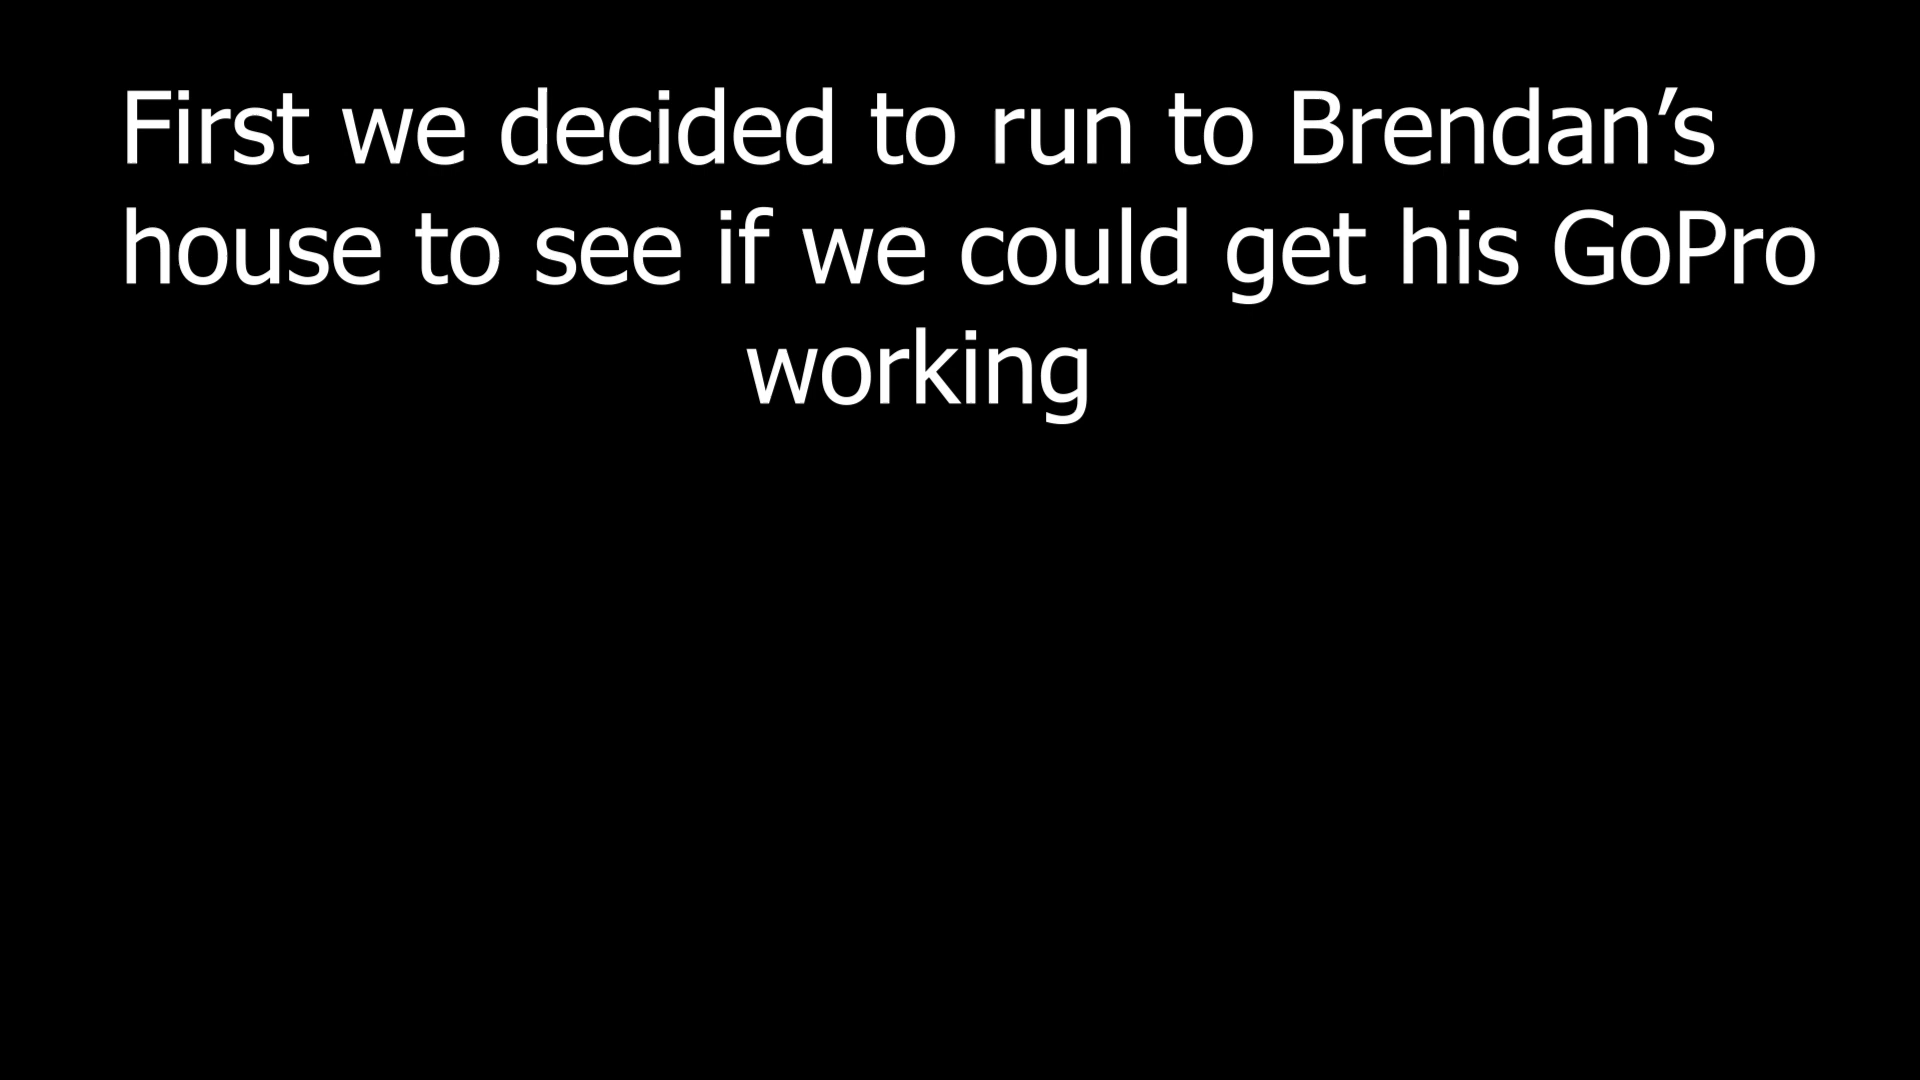 First we decided to run to Brendan’s
house to see if we could get his GoPro
working